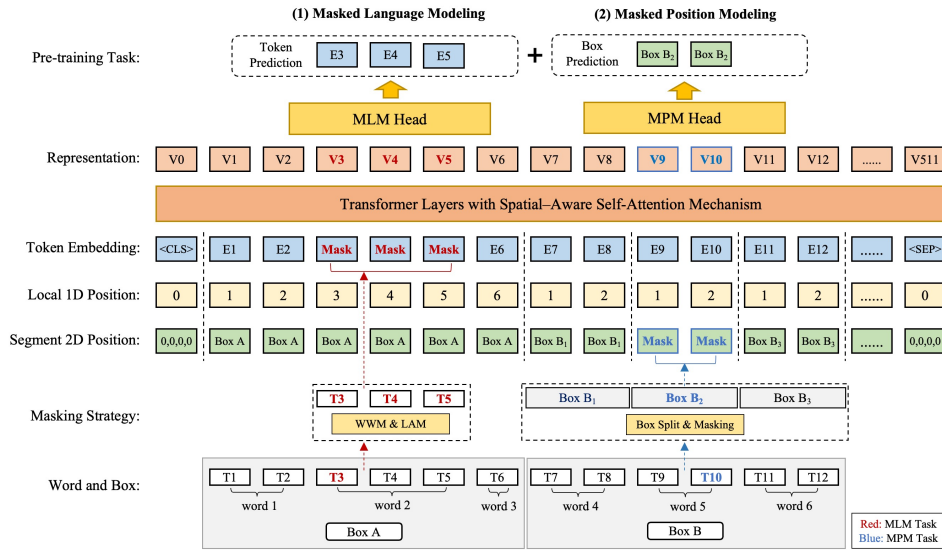 (1) Masked Language Modeling (2) Masked Position Modeling
Pre-training Task: Token Prediction E3 E4 E5 + Box Prediction Box B₂ Box B₂
MLM Head MPM Head
Representation: V0 V1 V2 V3 V4 V5 V6 V7 V8 V9 V10 V11 V12 ...... V511
Transformer Layers with Spatial–Aware Self-Attention Mechanism
Token Embedding: <CLS> E1 E2 Mask Mask Mask E6 E7 E8 E9 E10 E11 E12 ...... <SEP>
Local 1D Position: 0 1 2 3 4 5 6 1 2 1 2 1 2 ...... 0
Segment 2D Position: 0,0,0,0 Box A Box A Box A Box A Box A Box A Box B₁ Box B₁ Mask Mask Box B₃ Box B₃ ...... 0,0,0,0
T3 T4 T5 Box B₁ Box B₂ Box B₃
Masking Strategy: WWM & LAM Box Split & Masking
Word and Box: T1 T2 T3 T4 T5 T6 T7 T8 T9 T10 T11 T12
word 1 word 2 word 3 word 4 word 5 word 6
Box A Box B
Red: MLM Task
Blue: MPM Task